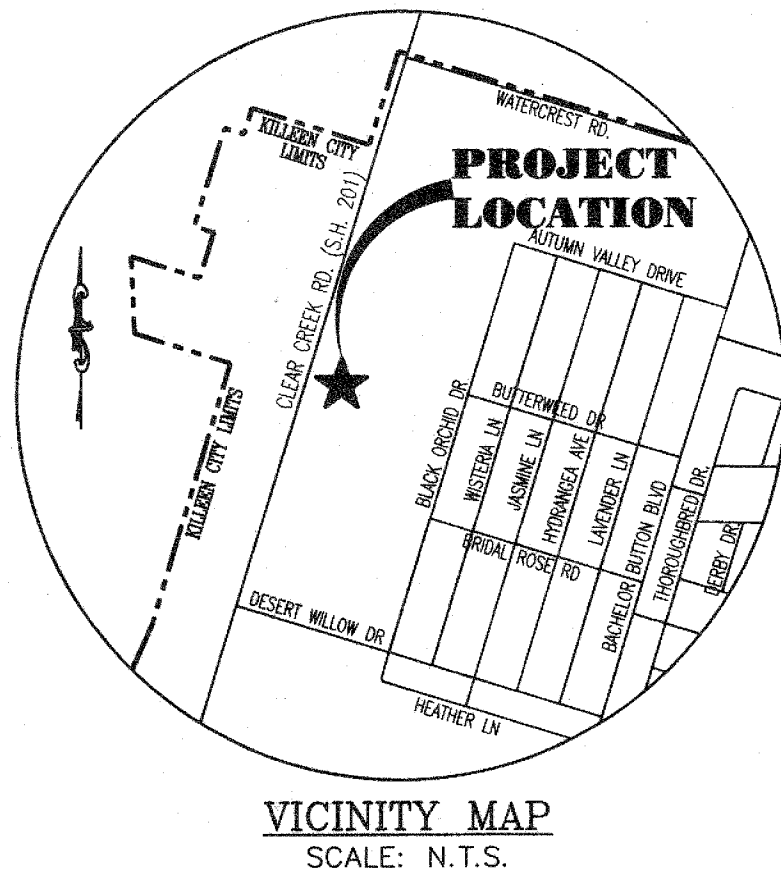 WATERCREST RD.
KILLEEN CITY
LIMITS
PROJECT
LOCATION
CLEAR CREEK RD. (S.H. 201)
AUTUMN VALLEY DRIVE
KILLEEN CITY LIMITS
BLACK ORCHID DR
BUTTERWEED DR
WISTERIA LN
JASMINE LN
HYDRANGEA AVE
LAVENDER LN
BACHELOR BUTTON BLVD
THOROUGHBRED DR.
DERBY DR.
BRIDAL ROSE RD
DESERT WILLOW DR
HEATHER LN
VICINITY MAP
SCALE: N.T.S.